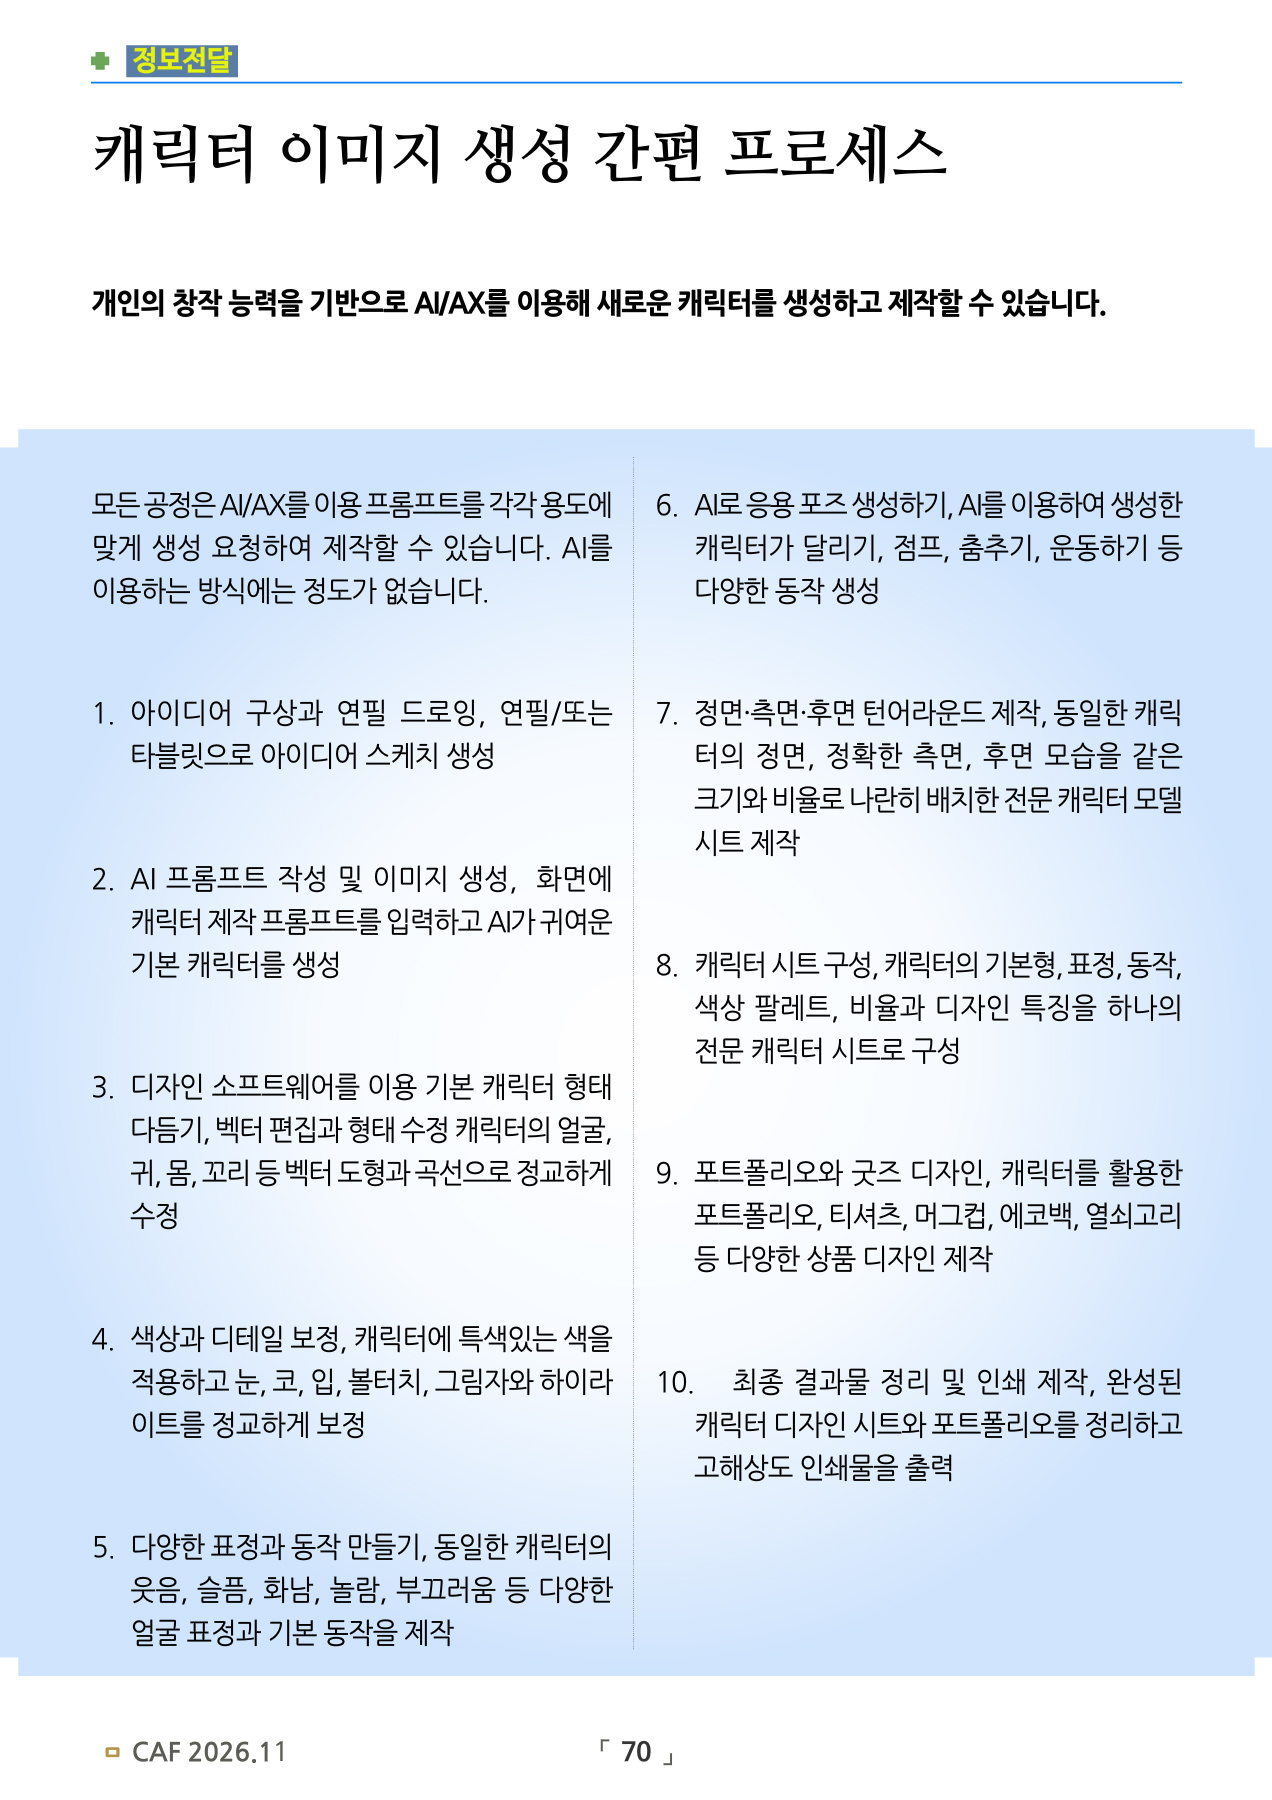 정보전달
캐릭터 이미지 생성 간편 프로세스
개인의 창작 능력을 기반으로 AI/AX를 이용해 새로운 캐릭터를 생성하고 제작할 수 있습니다.
모든 공정은 AI/AX를 이용 프롬프트를 각각 용도에
맞게 생성 요청하여 제작할 수 있습니다. AI를
이용하는 방식에는 정도가 없습니다.
1. 아이디어 구상과 연필 드로잉, 연필/또는
타블릿으로 아이디어 스케치 생성
2. AI 프롬프트 작성 및 이미지 생성, 화면에
캐릭터 제작 프롬프트를 입력하고 AI가 귀여운
기본 캐릭터를 생성
3. 디자인 소프트웨어를 이용 기본 캐릭터 형태
다듬기, 벡터 편집과 형태 수정 캐릭터의 얼굴,
귀, 몸, 꼬리 등 벡터 도형과 곡선으로 정교하게
수정
4. 색상과 디테일 보정, 캐릭터에 특색있는 색을
적용하고 눈, 코, 입, 볼터치, 그림자와 하이라
이트를 정교하게 보정
5. 다양한 표정과 동작 만들기, 동일한 캐릭터의
웃음, 슬픔, 화남, 놀람, 부끄러움 등 다양한
얼굴 표정과 기본 동작을 제작
6. AI로 응용 포즈 생성하기, AI를 이용하여 생성한
캐릭터가 달리기, 점프, 춤추기, 운동하기 등
다양한 동작 생성
7. 정면·측면·후면 턴어라운드 제작, 동일한 캐릭
터의 정면, 정확한 측면, 후면 모습을 같은
크기와 비율로 나란히 배치한 전문 캐릭터 모델
시트 제작
8. 캐릭터 시트 구성, 캐릭터의 기본형, 표정, 동작,
색상 팔레트, 비율과 디자인 특징을 하나의
전문 캐릭터 시트로 구성
9. 포트폴리오와 굿즈 디자인, 캐릭터를 활용한
포트폴리오, 티셔츠, 머그컵, 에코백, 열쇠고리
등 다양한 상품 디자인 제작
10. 최종 결과물 정리 및 인쇄 제작, 완성된
캐릭터 디자인 시트와 포트폴리오를 정리하고
고해상도 인쇄물을 출력
CAF 2026.11
「 70 」